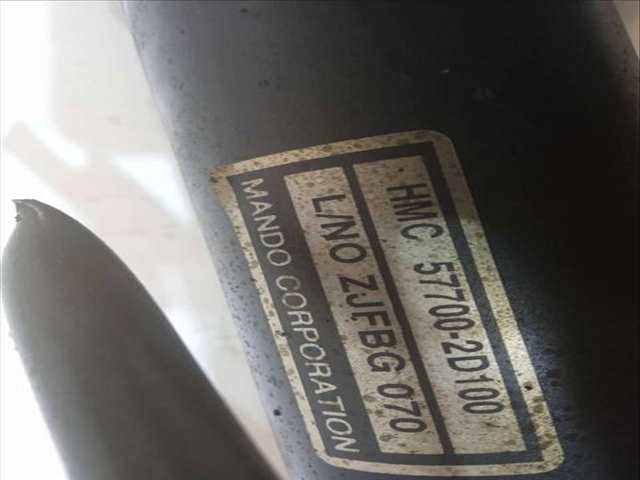 HMC 57700-2D100
L/NO ZJFBG 070
MANDO CORPORATION